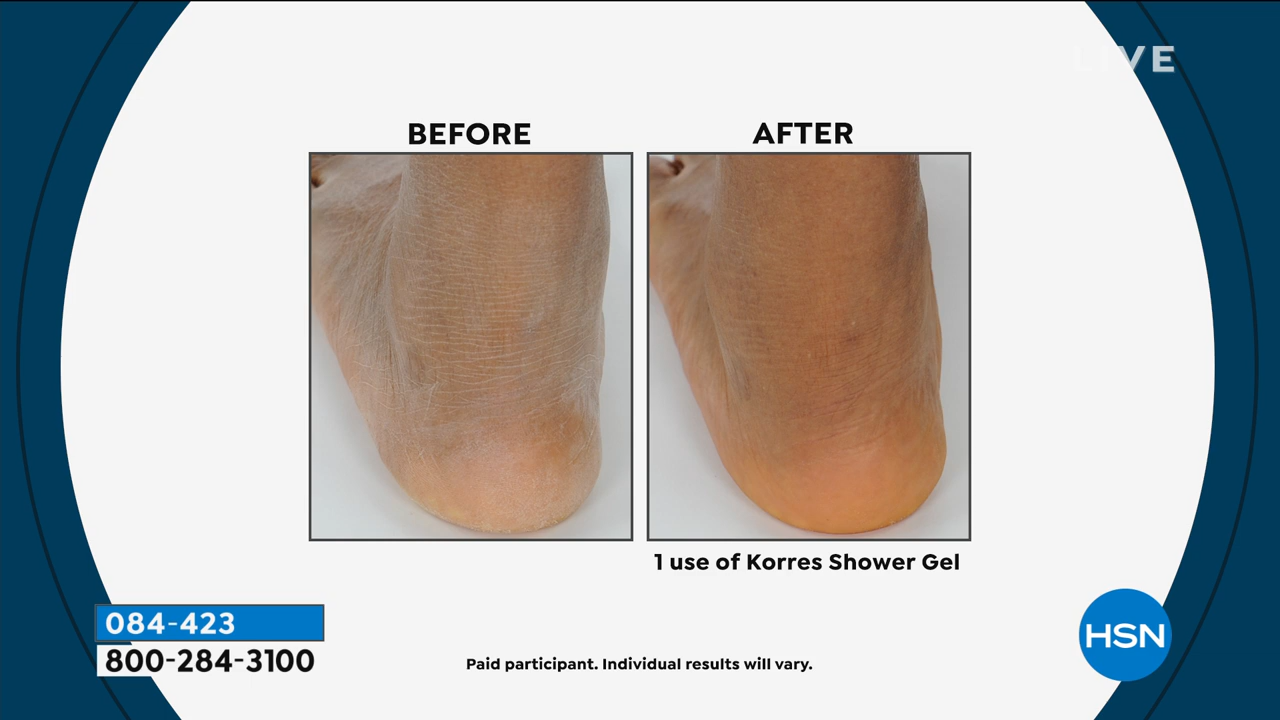 LIVE
BEFORE
AFTER
1 use of Korres Shower Gel
084-423
800-284-3100
Paid participant. Individual results will vary.
HSN